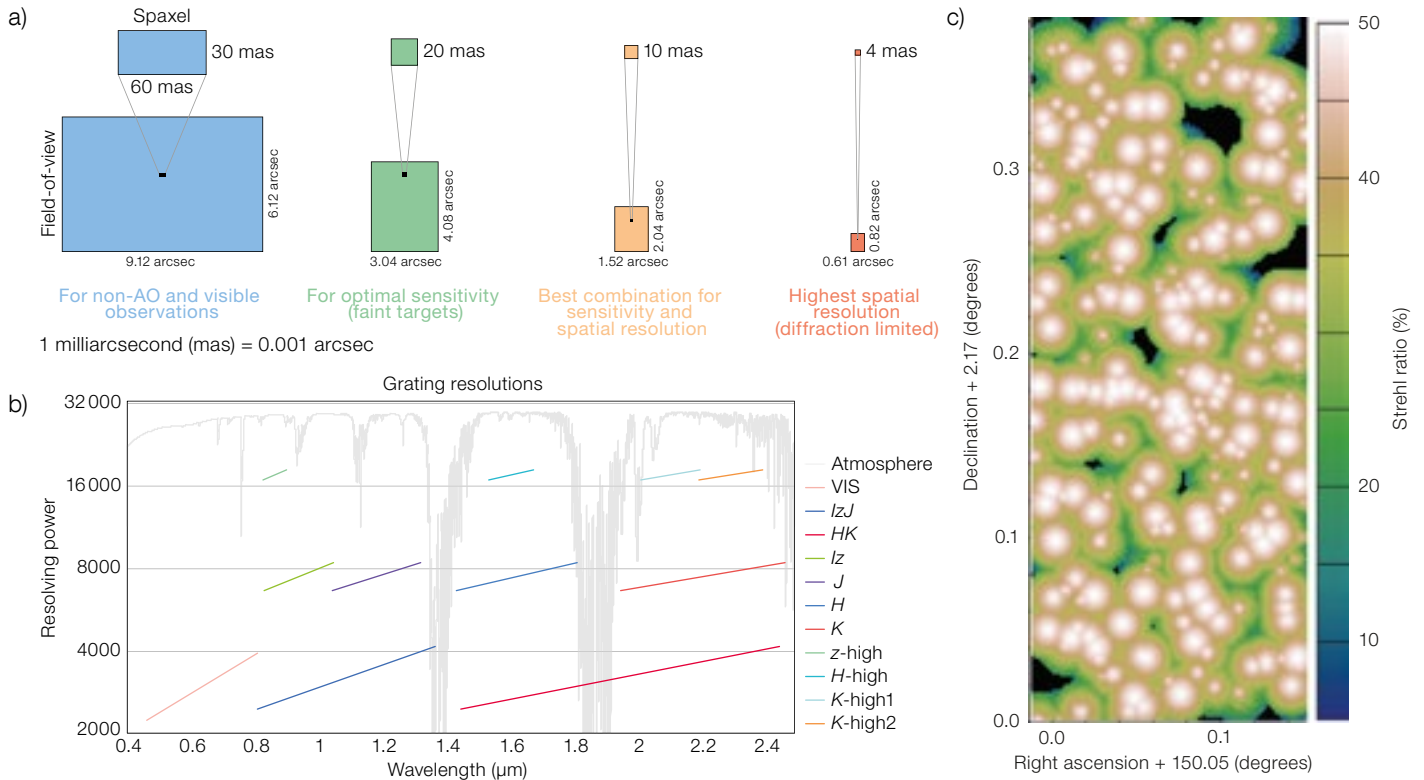 a)
Spaxel
30 mas
60 mas
20 mas
10 mas
4 mas
Field-of-view
6.12 arcsec
9.12 arcsec
4.08 arcsec
3.04 arcsec
2.04 arcsec
1.52 arcsec
0.82 arcsec
0.61 arcsec
For non-AO and visible
observations
For optimal sensitivity
(faint targets)
Best combination for
sensitivity and
spatial resolution
Highest spatial
resolution
(diffraction limited)
1 milliarcsecond (mas) = 0.001 arcsec
b)
Grating resolutions
Resolving power
32 000
16 000
8000
4000
2000
0.4 0.6 0.8 1 1.2 1.4 1.6 1.8 2 2.2 2.4
Wavelength (µm)
Atmosphere
VIS
IzJ
HK
Iz
J
H
K
z-high
H-high
K-high1
K-high2
c)
Declination + 2.17 (degrees)
0.3
0.2
0.1
0.0
0.0 0.1
Right ascension + 150.05 (degrees)
50
40
20
10
Strehl ratio (%)